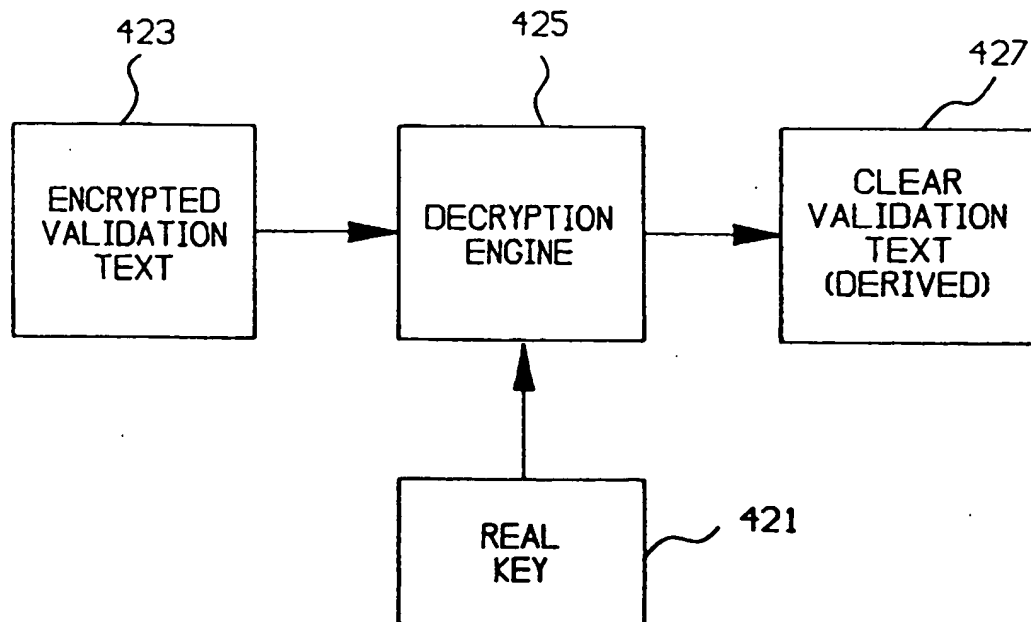 423
425
427
ENCRYPTED
VALIDATION
TEXT
DECRYPTION
ENGINE
CLEAR
VALIDATION
TEXT
(DERIVED)
REAL
KEY
421